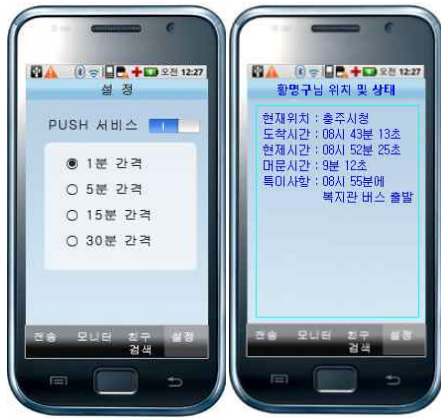 오전 12:27
설 정
PUSH 서비스
1분 간격
5분 간격
15분 간격
30분 간격
전송 모니터 친구검색 설정
오전 12:27
황명구님 위치 및 상태
현재위치 : 충주시청
도착시간 : 08시 43분 13초
현재시간 : 08시 52분 25초
머문시간 : 9분 12초
특이사항 : 08시 55분에
복지관 버스 출발
전송 모니터 친구검색 설정